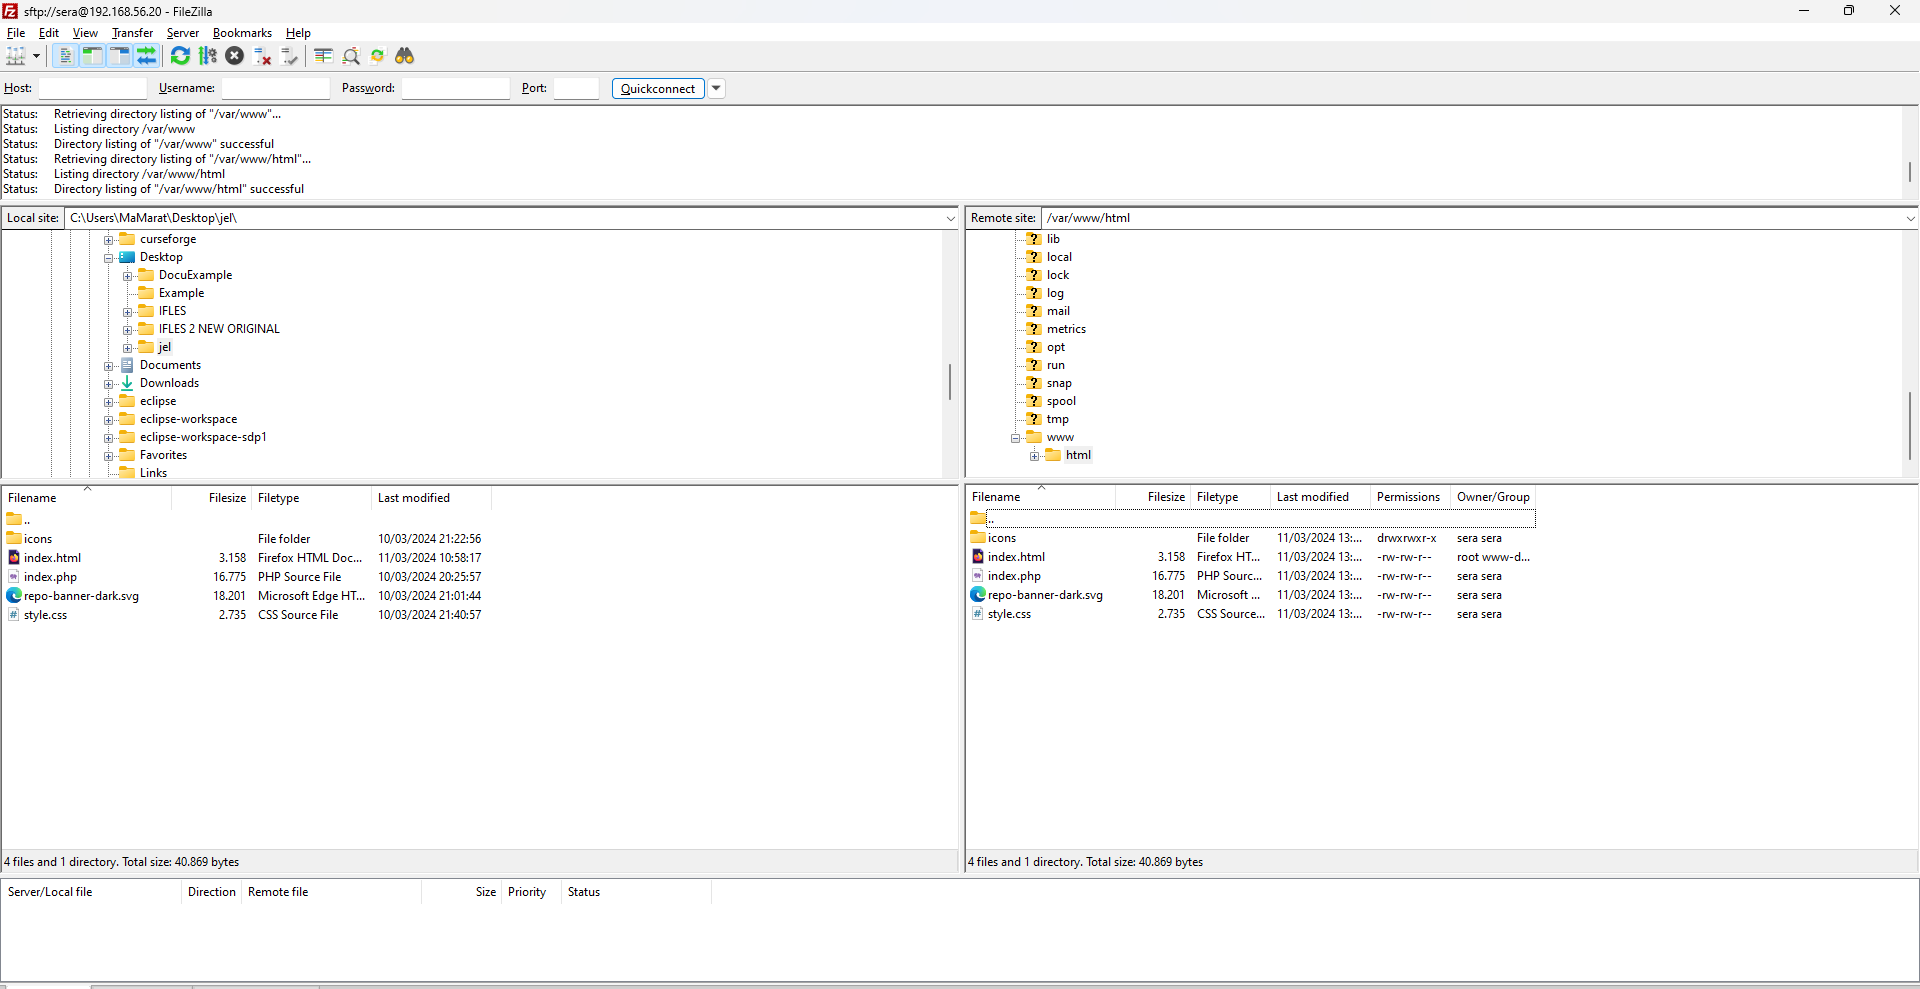 sftp://sera@192.168.56.20 - FileZilla
File Edit View Transfer Server Bookmarks Help
Host: Username: Password: Port: Quickconnect
Status: Retrieving directory listing of "/var/www"...
Status: Listing directory /var/www
Status: Directory listing of "/var/www" successful
Status: Retrieving directory listing of "/var/www/html"...
Status: Listing directory /var/www/html
Status: Directory listing of "/var/www/html" successful
Local site: C:\Users\MaMarat\Desktop\jel\
curseforge
Desktop
DocuExample
Example
IFLES
IFLES 2 NEW ORIGINAL
jel
Documents
Downloads
eclipse
eclipse-workspace
eclipse-workspace-sdp1
Favorites
Links
Filename Filesize Filetype Last modified
..
icons File folder 10/03/2024 21:22:56
index.html 3.158 Firefox HTML Doc... 11/03/2024 10:58:17
index.php 16.775 PHP Source File 10/03/2024 20:25:57
repo-banner-dark.svg 18.201 Microsoft Edge HT... 10/03/2024 21:01:44
style.css 2.735 CSS Source File 10/03/2024 21:40:57
4 files and 1 directory. Total size: 40.869 bytes
Remote site: /var/www/html
lib
local
lock
log
mail
metrics
opt
run
snap
spool
tmp
www
html
Filename Filesize Filetype Last modified Permissions Owner/Group
..
icons File folder 11/03/2024 13:... drwxrwxr-x sera sera
index.html 3.158 Firefox HT... 11/03/2024 13:... -rw-rw-r-- root www-d...
index.php 16.775 PHP Sourc... 11/03/2024 13:... -rw-rw-r-- sera sera
repo-banner-dark.svg 18.201 Microsoft ... 11/03/2024 13:... -rw-rw-r-- sera sera
style.css 2.735 CSS Source... 11/03/2024 13:... -rw-rw-r-- sera sera
4 files and 1 directory. Total size: 40.869 bytes
Server/Local file Direction Remote file Size Priority Status